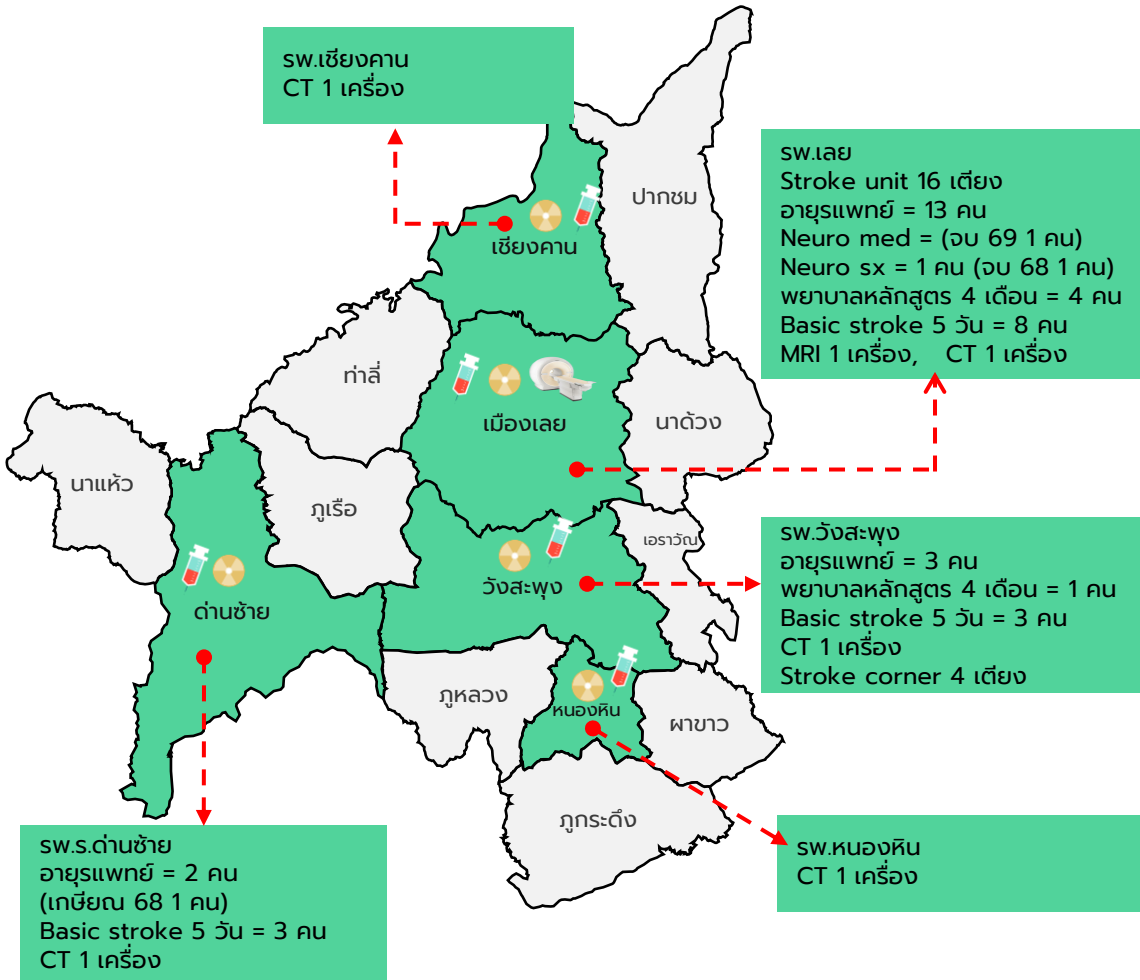 รพ.เชียงคาน
CT 1 เครื่อง
รพ.เลย
Stroke unit 16 เตียง
อายุรแพทย์ = 13 คน
Neuro med = (จบ 69 1 คน)
Neuro sx = 1 คน (จบ 68 1 คน)
พยาบาลหลักสูตร 4 เดือน = 4 คน
Basic stroke 5 วัน = 8 คน
MRI 1 เครื่อง,   CT 1 เครื่อง
ปากชม
เชียงคาน
ท่าลี่
เมืองเลย
นาด้วง
นาแห้ว
ภูเรือ
เอราวัณ
วังสะพุง
ด่านซ้าย
รพ.วังสะพุง
อายุรแพทย์ = 3 คน
พยาบาลหลักสูตร 4 เดือน = 1 คน
Basic stroke 5 วัน = 3 คน
CT 1 เครื่อง
Stroke corner 4 เตียง
ภูหลวง
หนองหิน
ผาขาว
ภูกระดึง
รพ.ร.ด่านซ้าย
อายุรแพทย์ = 2 คน
(เกษียณ 68 1 คน)
Basic stroke 5 วัน = 3 คน
CT 1 เครื่อง
รพ.หนองหิน
CT 1 เครื่อง